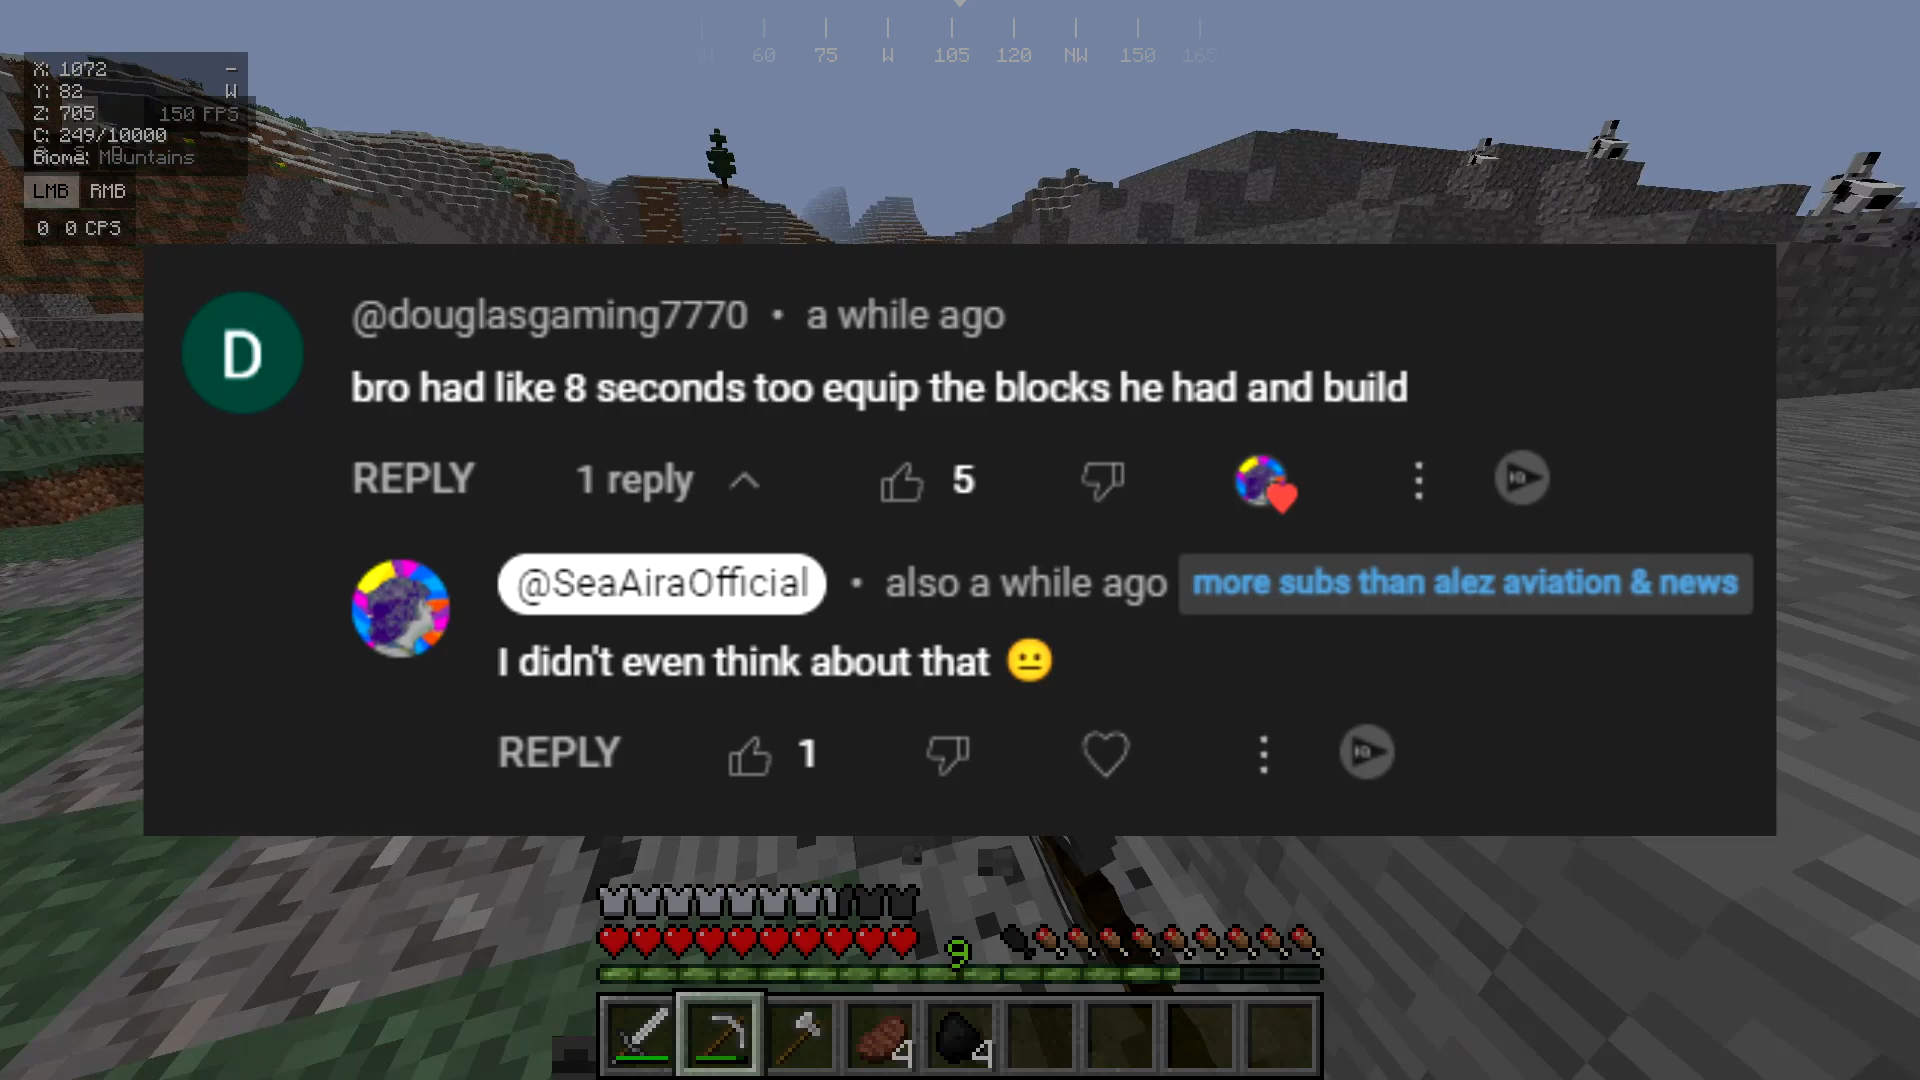 W 60 75 W 105 120 NW 150 165
X: 1072 -
Y: 82 W
Z: 705 150 FPS
C: 249/10000
Biome: Mountains
LMB RMB
0 0 CPS
D
@douglasgaming7770 • a while ago
bro had like 8 seconds too equip the blocks he had and build
REPLY 1 reply 5
@SeaAiraOfficial • also a while ago more subs than alez aviation & news
I didn't even think about that 😐
REPLY 1
9
4 4